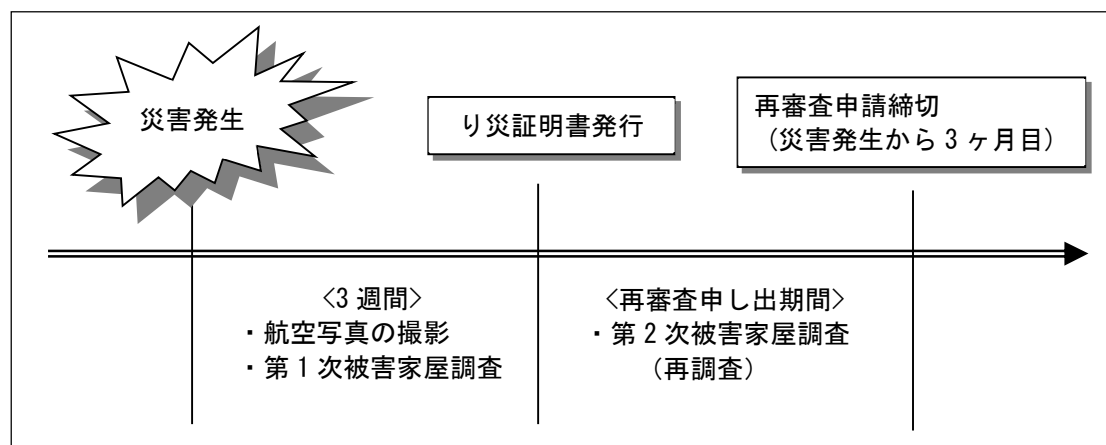 災害発生
り災証明書発行
再審査申請締切
（災害発生から３ヶ月目）
<3 週間>
・航空写真の撮影
・第１次被害家屋調査
<再審査申し出期間>
・第２次被害家屋調査
（再調査）